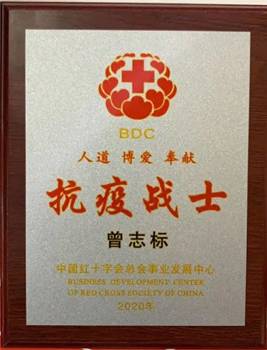 BDC
人道 博爱 奉献
抗疫战士
曾志标
中国红十字会总会事业发展中心
BUSINESS DEVELOPMENT CENTER
OF RED CROSS SOCIETY OF CHINA
2020年